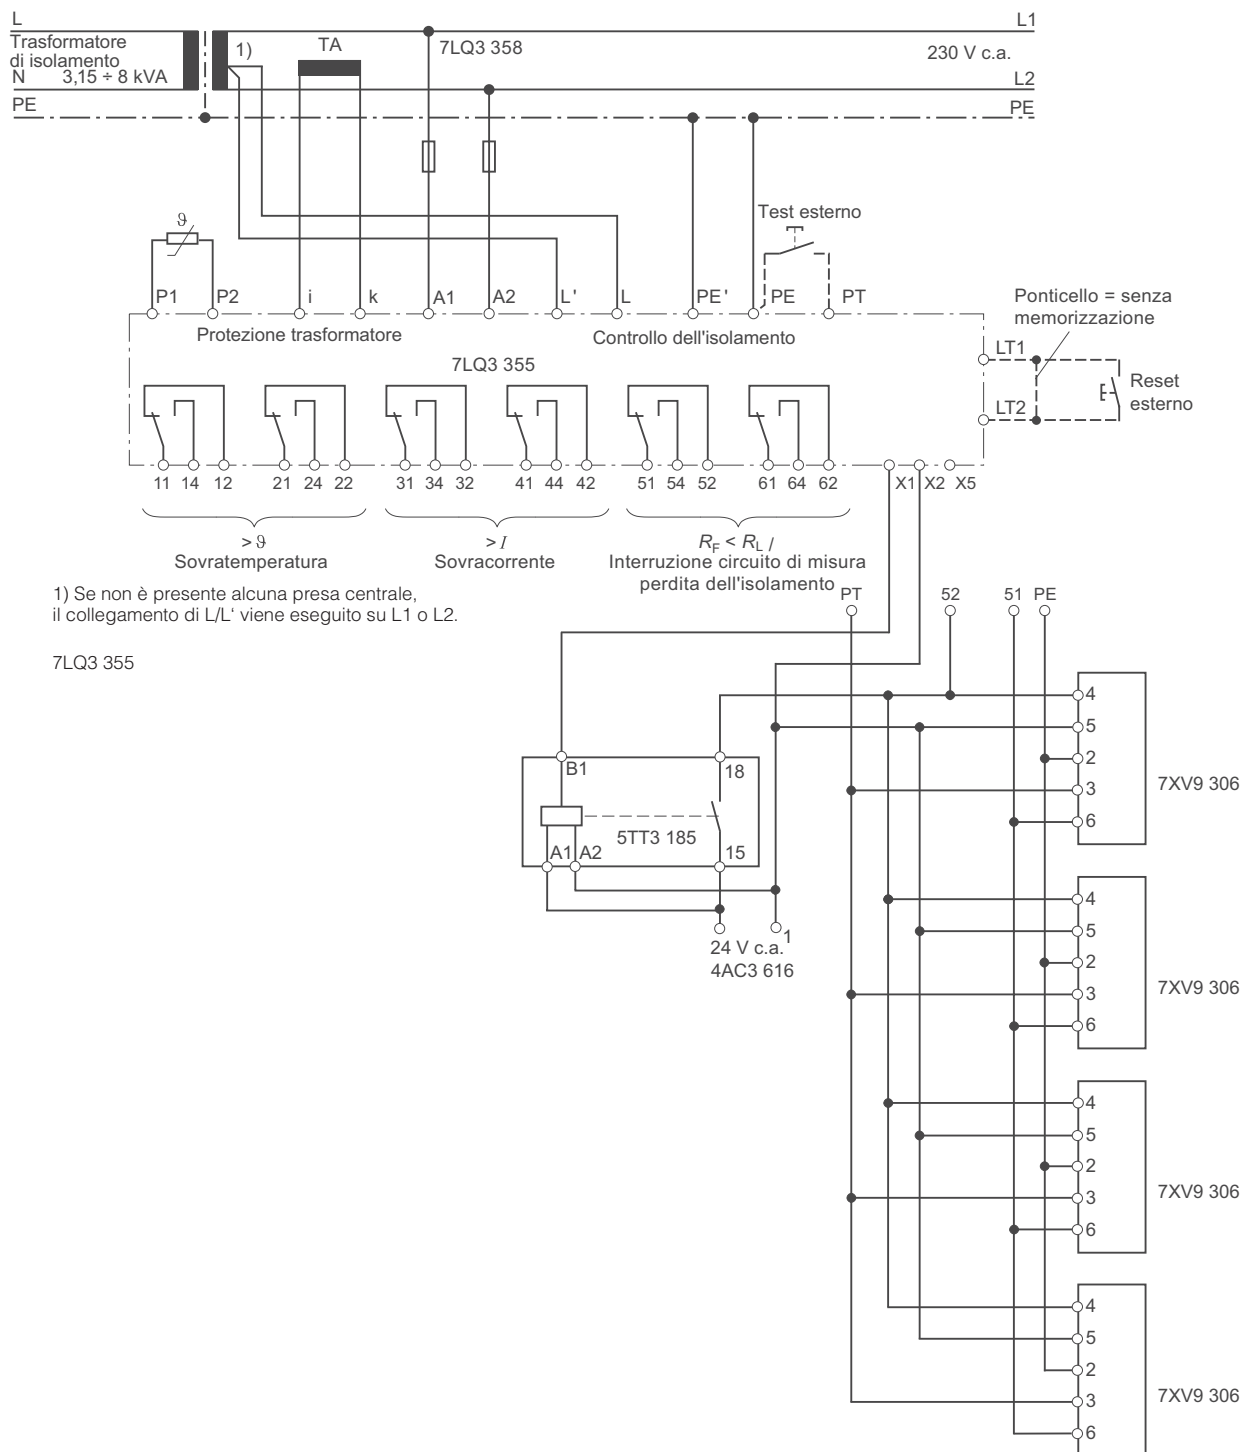 L
L1
Trasformatore
di isolamento
1)
TA
7LQ3 358
230 V c.a.
N 3,15 ÷ 8 kVA
L2
PE
PE
ϑ
Test esterno
P1
P2
i
k
A1
A2
L'
L
PE'
PE
PT
Ponticello = senza
memorizzazione
Protezione trasformatore
Controllo dell'isolamento
7LQ3 355
LT1
LT2
Reset
esterno
11 14 12 21 24 22 31 34 32 41 44 42 51 54 52 61 64 62 X1 X2 X5
> ϑ
Sovratemperatura
> I
Sovracorrente
RF < RL /
Interruzione circuito di misura
perdita dell'isolamento
1) Se non è presente alcuna presa centrale,
il collegamento di L/L‘ viene eseguito su L1 o L2.
7LQ3 355
PT 52 51 PE
4
5
2
3
6
7XV9 306
B1
18
5TT3 185
A1 A2
15
24 V c.a.
1
4AC3 616
4
5
2
3
6
7XV9 306
4
5
2
3
6
7XV9 306
4
5
2
3
6
7XV9 306